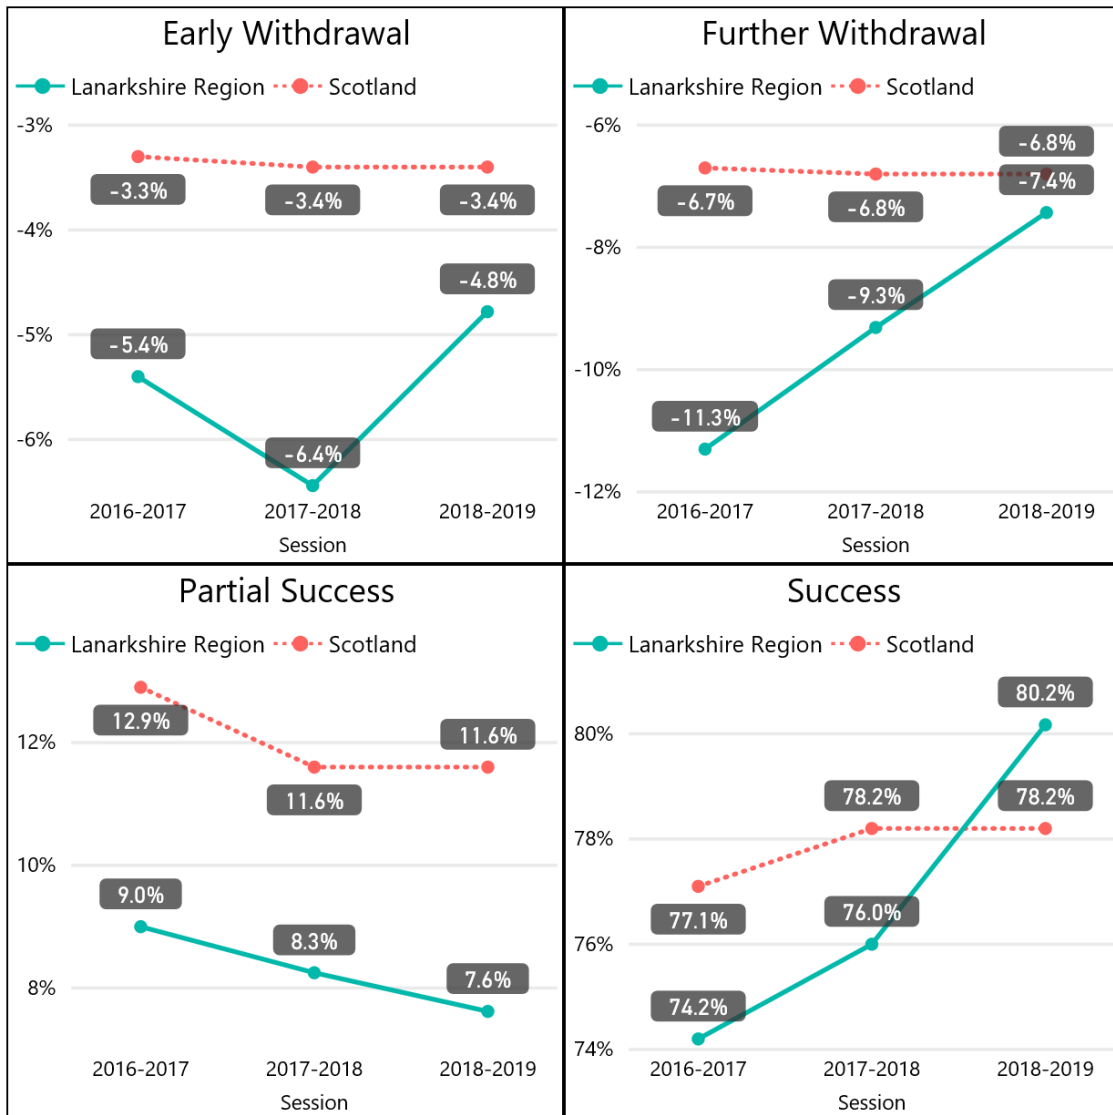 Early Withdrawal
Lanarkshire Region Scotland
-3%
-3.3% -3.4% -3.4%
-4%
-4.8%
-5%
-5.4%
-6%
-6.4%
2016-2017 2017-2018 2018-2019
Session
Further Withdrawal
Lanarkshire Region Scotland
-6%
-6.8%
-7.4%
-6.7% -6.8%
-8%
-9.3%
-10%
-11.3%
-12%
2016-2017 2017-2018 2018-2019
Session
Partial Success
Lanarkshire Region Scotland
12.9% 11.6%
12%
11.6%
10%
9.0%
8.3%
7.6%
8%
2016-2017 2017-2018 2018-2019
Session
Success
Lanarkshire Region Scotland
80.2%
80%
78.2% 78.2%
78%
77.1% 76.0%
76%
74.2%
74%
2016-2017 2017-2018 2018-2019
Session